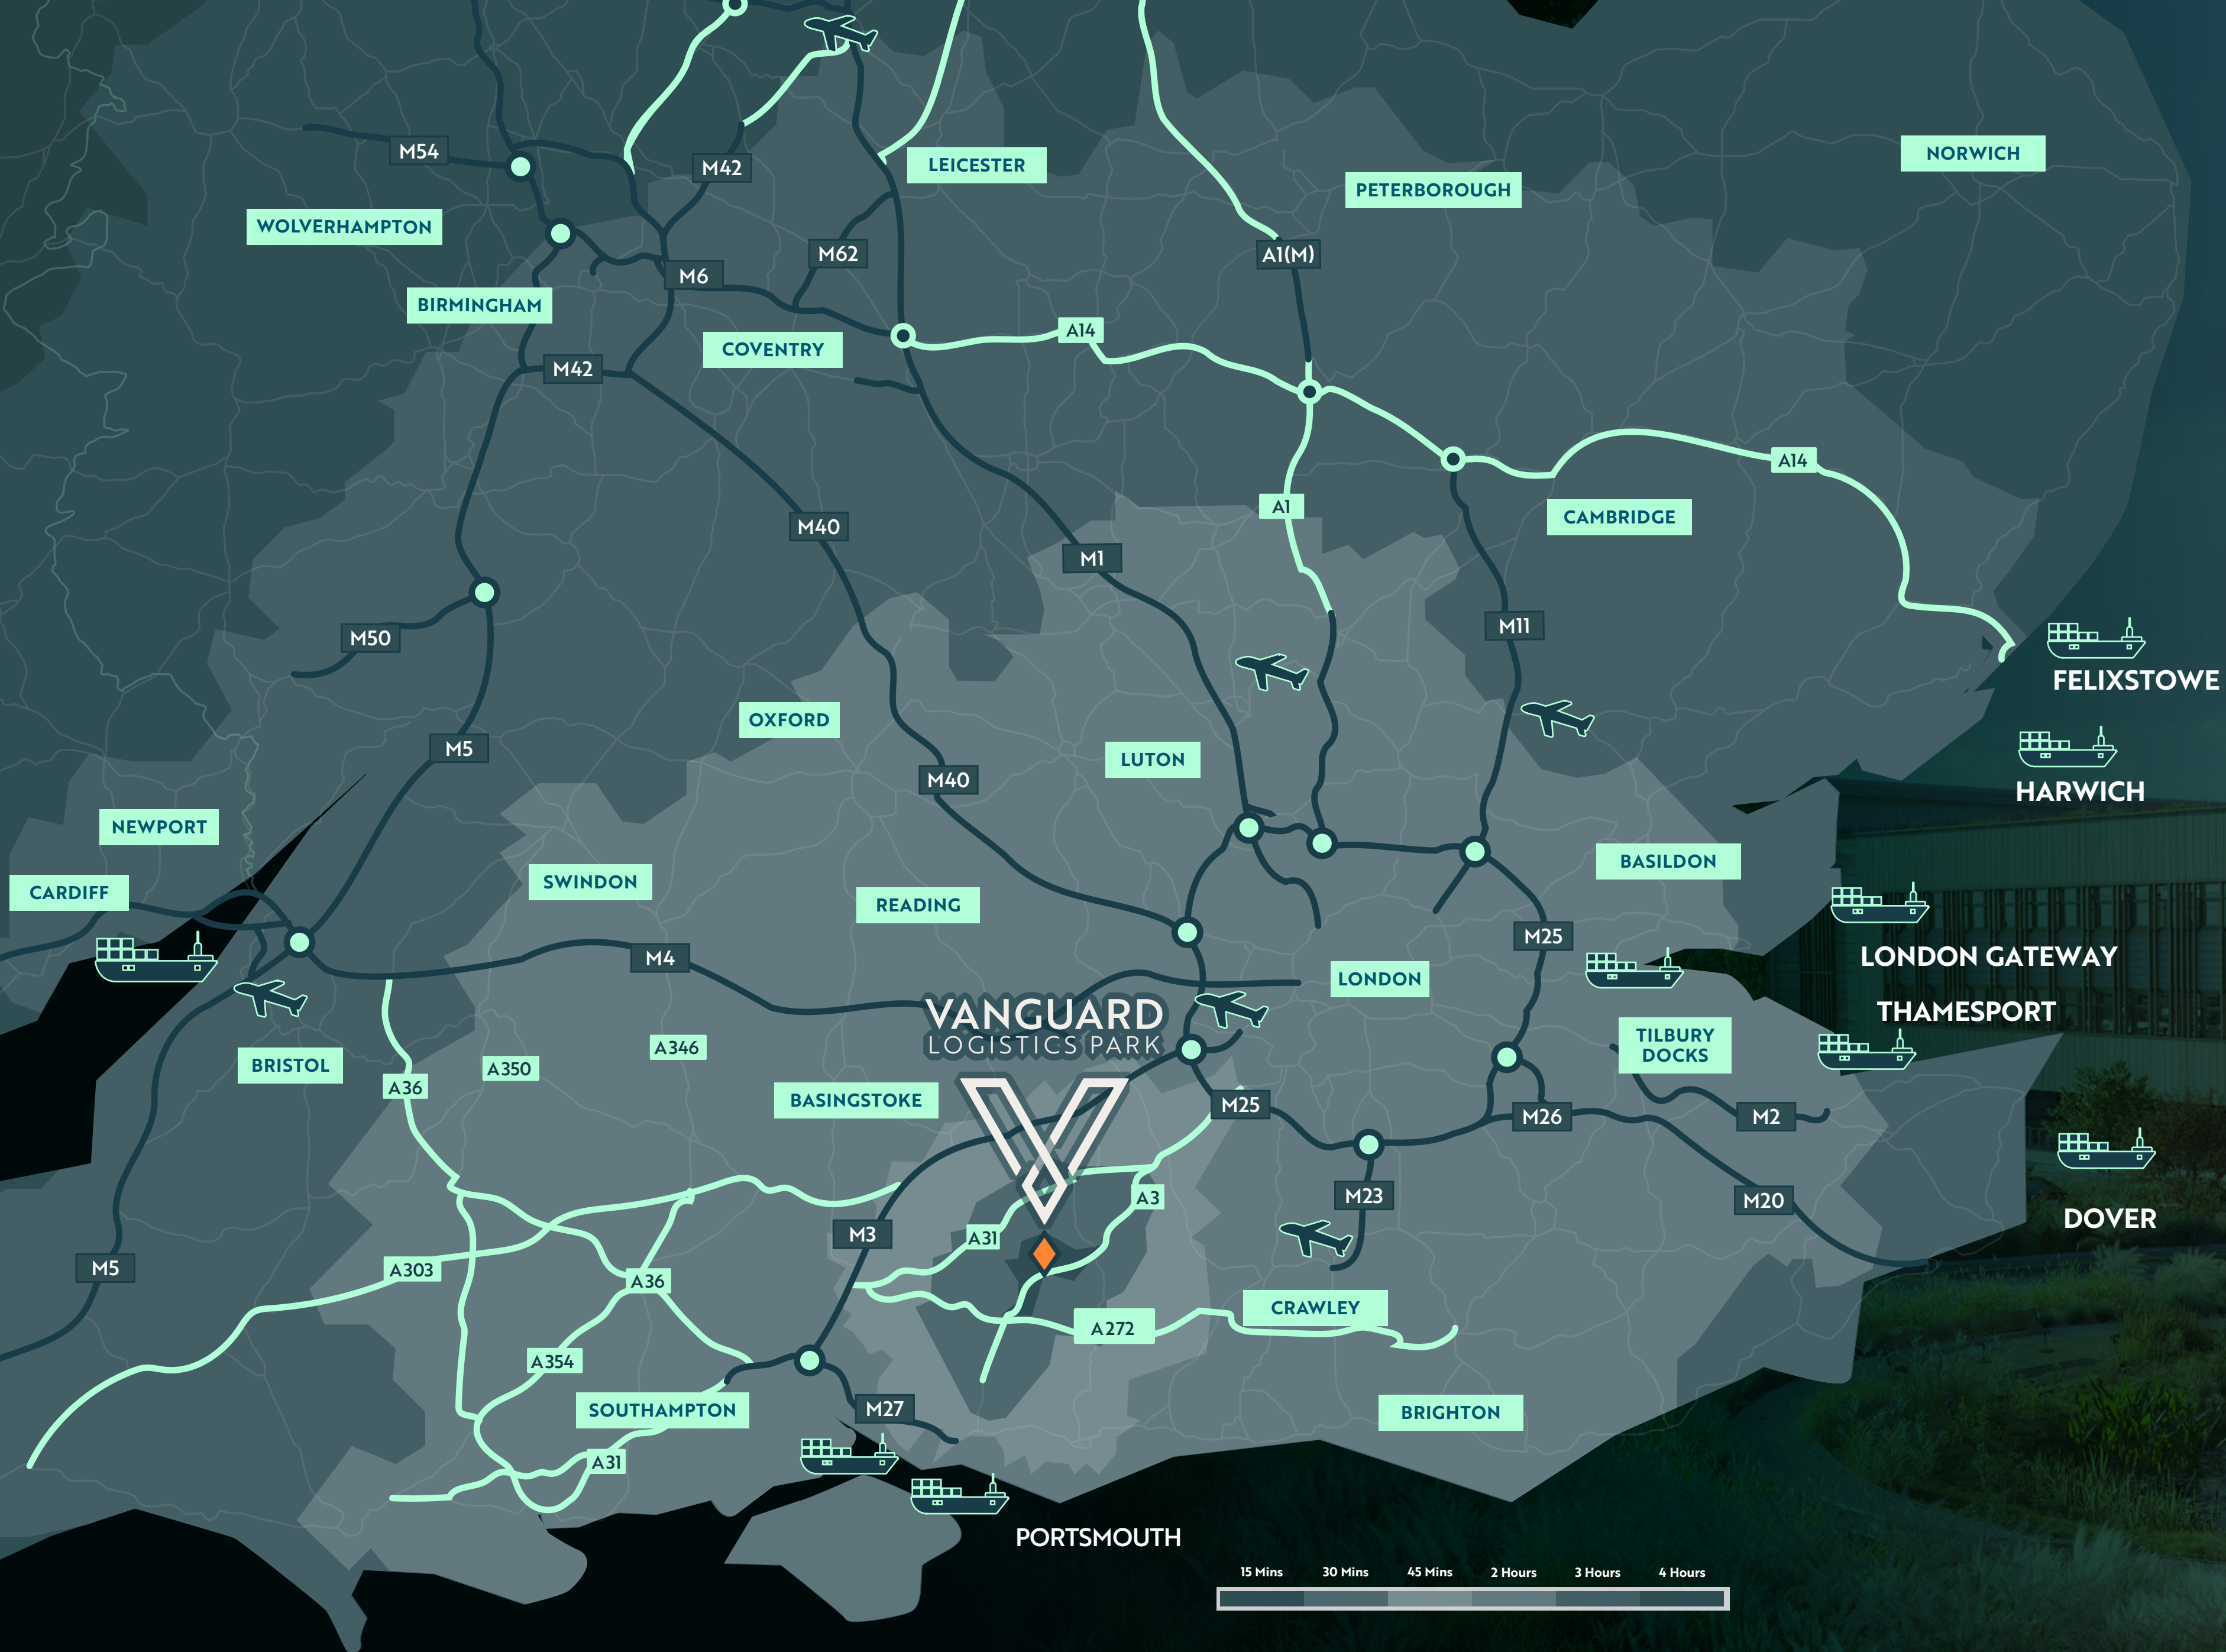 NORWICH
M54
LEICESTER
M42
PETERBOROUGH
WOLVERHAMPTON
M62
A1(M)
M6
BIRMINGHAM
A14
COVENTRY
M42
A14
A1
CAMBRIDGE
M40
M1
M11
M50
FELIXSTOWE
OXFORD
M5
LUTON
M40
HARWICH
NEWPORT
BASILDON
SWINDON
CARDIFF
READING
M25
LONDON GATEWAY
M4
LONDON
THAMESPORT
VANGUARD
LOGISTICS PARK
TILBURY
DOCKS
A346
BRISTOL
A350
A36
BASINGSTOKE
M25
M26
M2
M23
A3
M20
DOVER
M3
A31
M5
A303
A36
CRAWLEY
A272
A354
SOUTHAMPTON
M27
BRIGHTON
A31
PORTSMOUTH
15 Mins
30 Mins
45 Mins
2 Hours
3 Hours
4 Hours